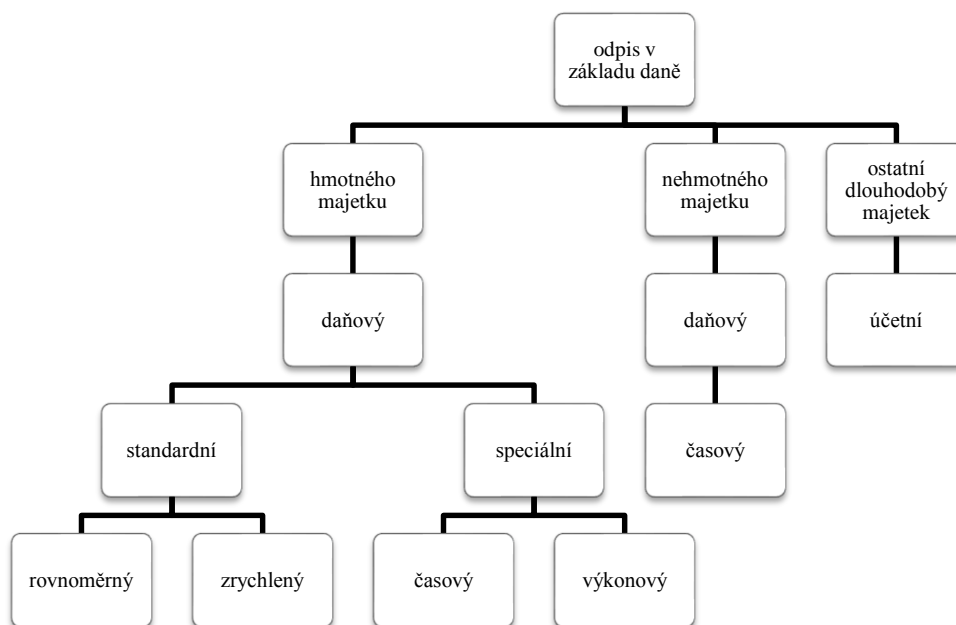 odpis v
základu daně
hmotného
majetku
nehmotného
majetku
ostatní
dlouhodobý
majetek
daňový
daňový
účetní
standardní
speciální
časový
rovnoměrný
zrychlený
časový
výkonový